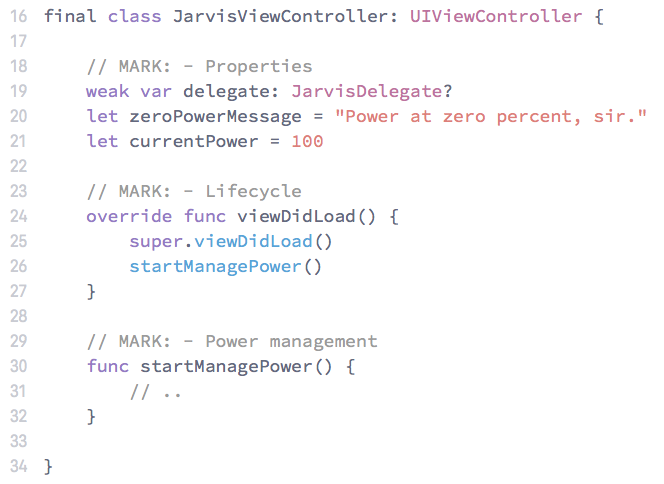 16 final class JarvisViewController: UIViewController {
17
18     // MARK: - Properties
19     weak var delegate: JarvisDelegate?
20     let zeroPowerMessage = "Power at zero percent, sir."
21     let currentPower = 100
22
23     // MARK: - Lifecycle
24     override func viewDidLoad() {
25         super.viewDidLoad()
26         startManagePower()
27     }
28
29     // MARK: - Power management
30     func startManagePower() {
31         // ..
32     }
33
34 }